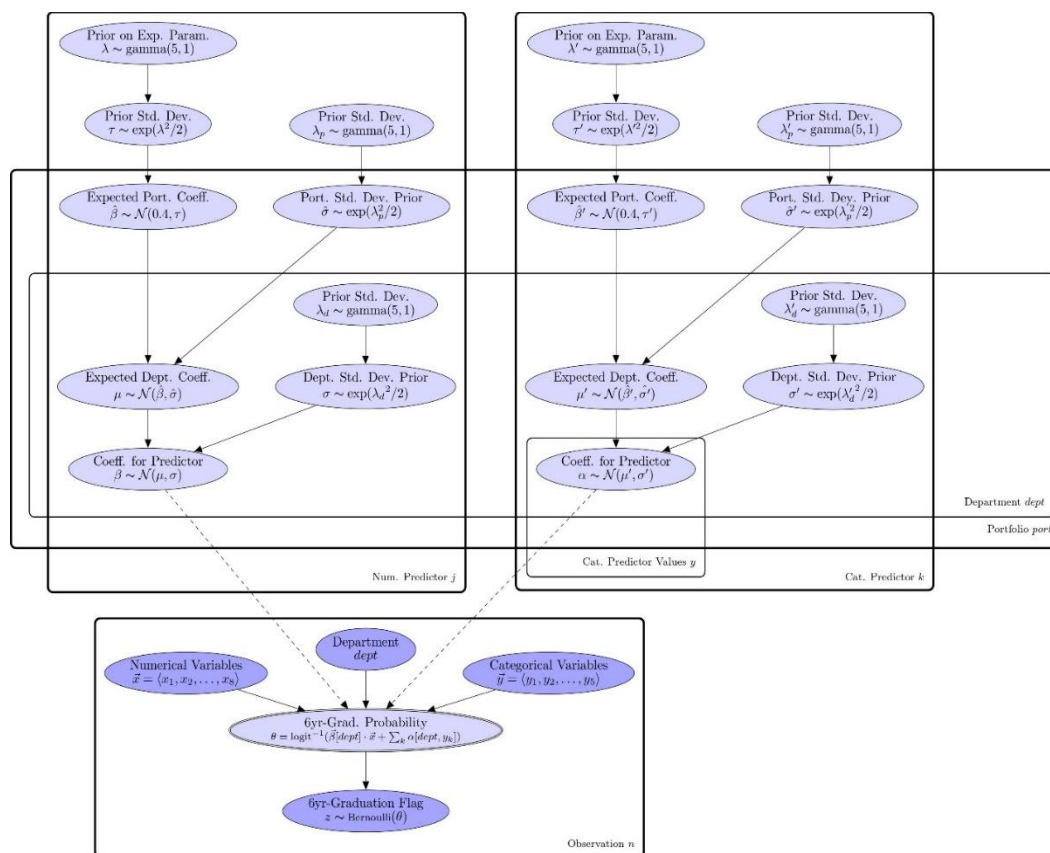 Prior on Exp. Param.
λ ∼ gamma(5, 1)
Prior on Exp. Param.
λ′ ∼ gamma(5, 1)
Prior Std. Dev.
τ ∼ exp(λ²/2)
Prior Std. Dev.
λₚ ∼ gamma(5, 1)
Prior Std. Dev.
τ′ ∼ exp(λ′²/2)
Prior Std. Dev.
λ′ₚ ∼ gamma(5, 1)
Expected Port. Coeff.
β̂ ∼ 𝒩(0.4, τ)
Port. Std. Dev. Prior
σ̂ ∼ exp(λₚ²/2)
Expected Port. Coeff.
β̂′ ∼ 𝒩(0.4, τ′)
Port. Std. Dev. Prior
σ̂′ ∼ exp(λₚ′²/2)
Prior Std. Dev.
λ_d ∼ gamma(5, 1)
Prior Std. Dev.
λ′_d ∼ gamma(5, 1)
Expected Dept. Coeff.
μ ∼ 𝒩(β̂, σ̂)
Dept. Std. Dev. Prior
σ ∼ exp(λ_d²/2)
Expected Dept. Coeff.
μ′ ∼ 𝒩(β̂′, σ̂′)
Dept. Std. Dev. Prior
σ′ ∼ exp(λ′_d²/2)
Coeff. for Predictor
β ∼ 𝒩(μ, σ)
Coeff. for Predictor
α ∼ 𝒩(μ′, σ′)
Department dept
Portfolio port
Cat. Predictor Values y
Num. Predictor j
Cat. Predictor k
Department
dept
Numerical Variables
x⃗ = ⟨x₁, x₂, . . . , x₈⟩
Categorical Variables
y⃗ = ⟨y₁, y₂, . . . , y₅⟩
6yr-Grad. Probability
θ = logit⁻¹(β⃗[dept] · x⃗ + ∑ₖ α[dept, yₖ])
6yr-Graduation Flag
z ∼ Bernoulli(θ)
Observation n